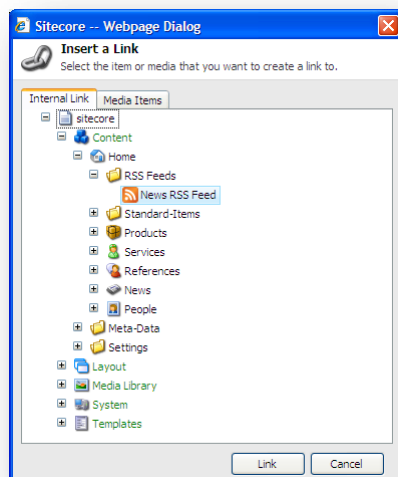 Sitecore -- Webpage Dialog
Insert a Link
Select the item or media that you want to create a link to.
Internal Link Media Items
sitecore
Content
Home
RSS Feeds
News RSS Feed
Standard-Items
Products
Services
References
News
People
Meta-Data
Settings
Layout
Media Library
System
Templates
Link Cancel